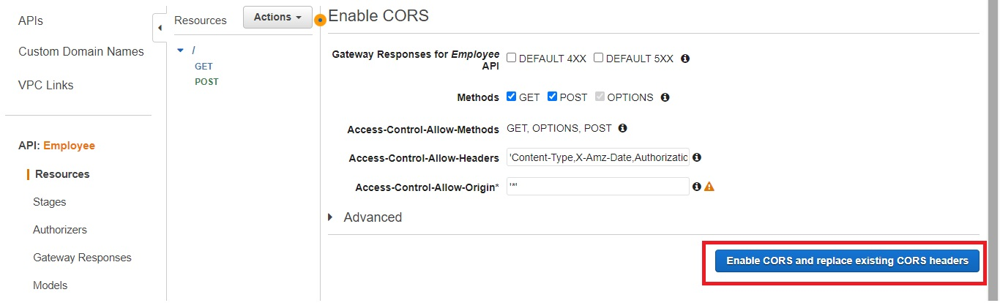 APIs
Custom Domain Names
VPC Links
API: Employee
Resources
Stages
Authorizers
Gateway Responses
Models
Resources
Actions
/
GET
POST
Enable CORS
Gateway Responses for Employee
API
DEFAULT 4XX DEFAULT 5XX
Methods GET POST OPTIONS
Access-Control-Allow-Methods GET, OPTIONS, POST
Access-Control-Allow-Headers 'Content-Type,X-Amz-Date,Authorizatio
Access-Control-Allow-Origin* '*'
Advanced
Enable CORS and replace existing CORS headers